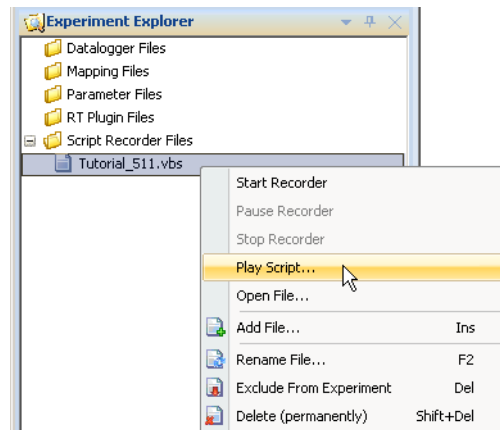 Experiment Explorer
Datalogger Files
Mapping Files
Parameter Files
RT Plugin Files
Script Recorder Files
Tutorial_511.vbs
Start Recorder
Pause Recorder
Stop Recorder
Play Script...
Open File...
Add File... Ins
Rename File... F2
Exclude From Experiment Del
Delete (permanently) Shift+Del